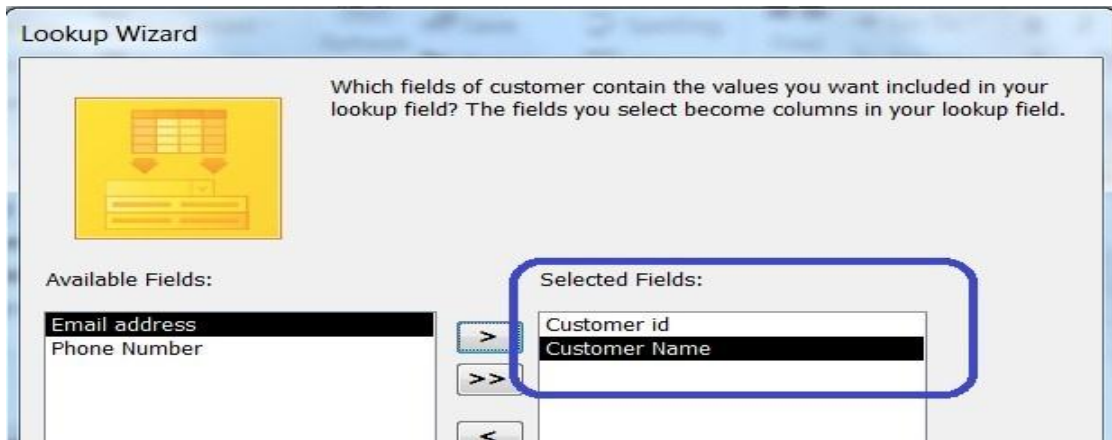 Lookup Wizard
Which fields of customer contain the values you want included in your
lookup field? The fields you select become columns in your lookup field.
Available Fields:
Selected Fields:
Email address
Phone Number
>
>>
<
Customer id
Customer Name